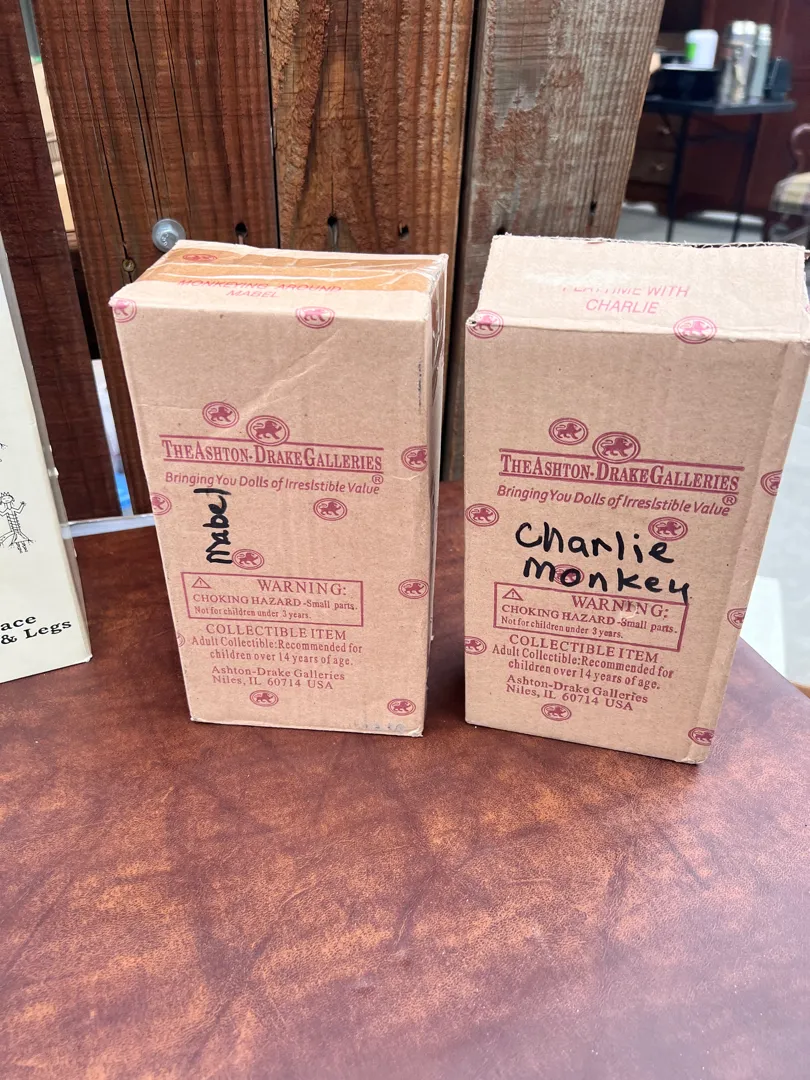 MONKEYING AROUND
MABEL
THE ASHTON-DRAKE GALLERIES®
Bringing You Dolls of Irresistible Value
Mabel
WARNING:
CHOKING HAZARD-Small parts.
Not for children under 3 years.
COLLECTIBLE ITEM
Adult Collectible:Recommended for
children over 14 years of age.
Ashton-Drake Galleries
Niles, IL 60714 USA
PLAYTIME WITH
CHARLIE
THE ASHTON-DRAKE GALLERIES®
Bringing You Dolls of Irresistible Value
Charlie
monkey
WARNING:
CHOKING HAZARD-Small parts.
Not for children under 3 years.
COLLECTIBLE ITEM
Adult Collectible:Recommended for
children over 14 years of age.
Ashton-Drake Galleries
Niles, IL 60714 USA
ace
& Legs